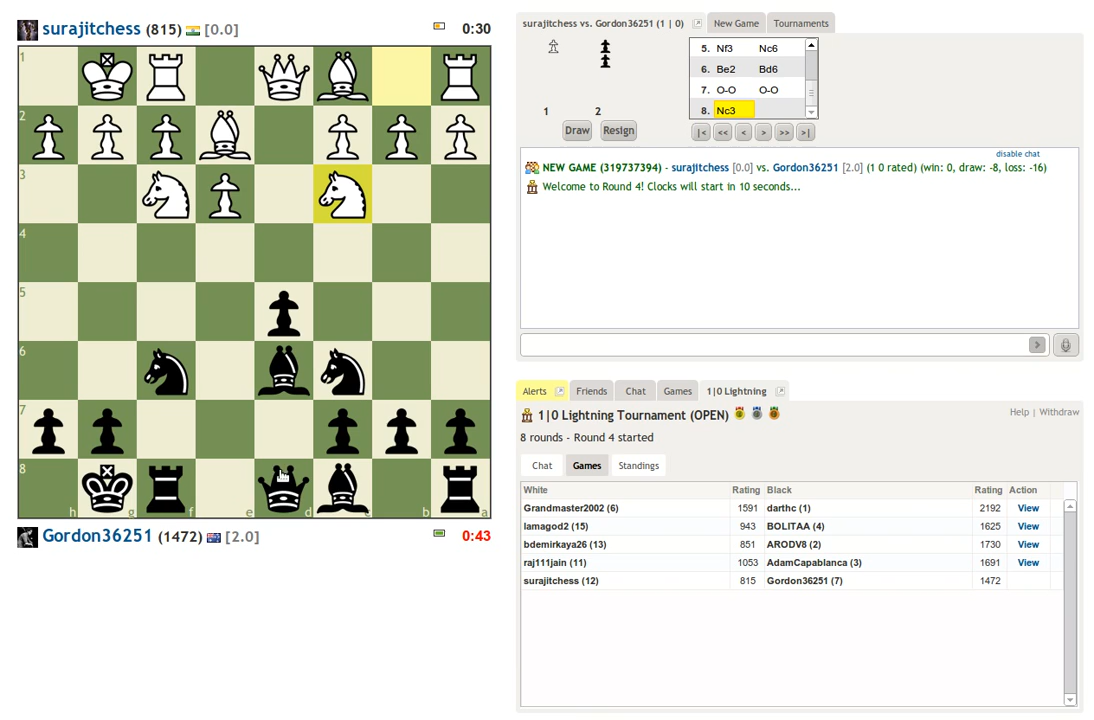 surajitchess (815) [0.0] 0:30
1
2
3
4
5
6
7
8
h g f e d c b a
Gordon36251 (1472) [2.0] 0:43
surajitchess vs. Gordon36251 (1 | 0) New Game Tournaments
1 2
Draw Resign
5. Nf3 Nc6
6. Be2 Bd6
7. O-O O-O
8. Nc3
|< << < > >> >|
disable chat
NEW GAME (319737394) - surajitchess [0.0] vs. Gordon36251 [2.0] (1 0 rated) (win: 0, draw: -8, loss: -16)
Welcome to Round 4! Clocks will start in 10 seconds...
Alerts Friends Chat Games 1|0 Lightning
1|0 Lightning Tournament (OPEN) Help | Withdraw
8 rounds - Round 4 started
Chat Games Standings
White Rating Black Rating Action
Grandmaster2002 (6) 1591 darthc (1) 2192 View
lamagod2 (15) 943 BOLITAA (4) 1625 View
bdemirkaya26 (13) 851 ARODV8 (2) 1730 View
raj111jain (11) 1053 AdamCapablanca (3) 1691 View
surajitchess (12) 815 Gordon36251 (7) 1472